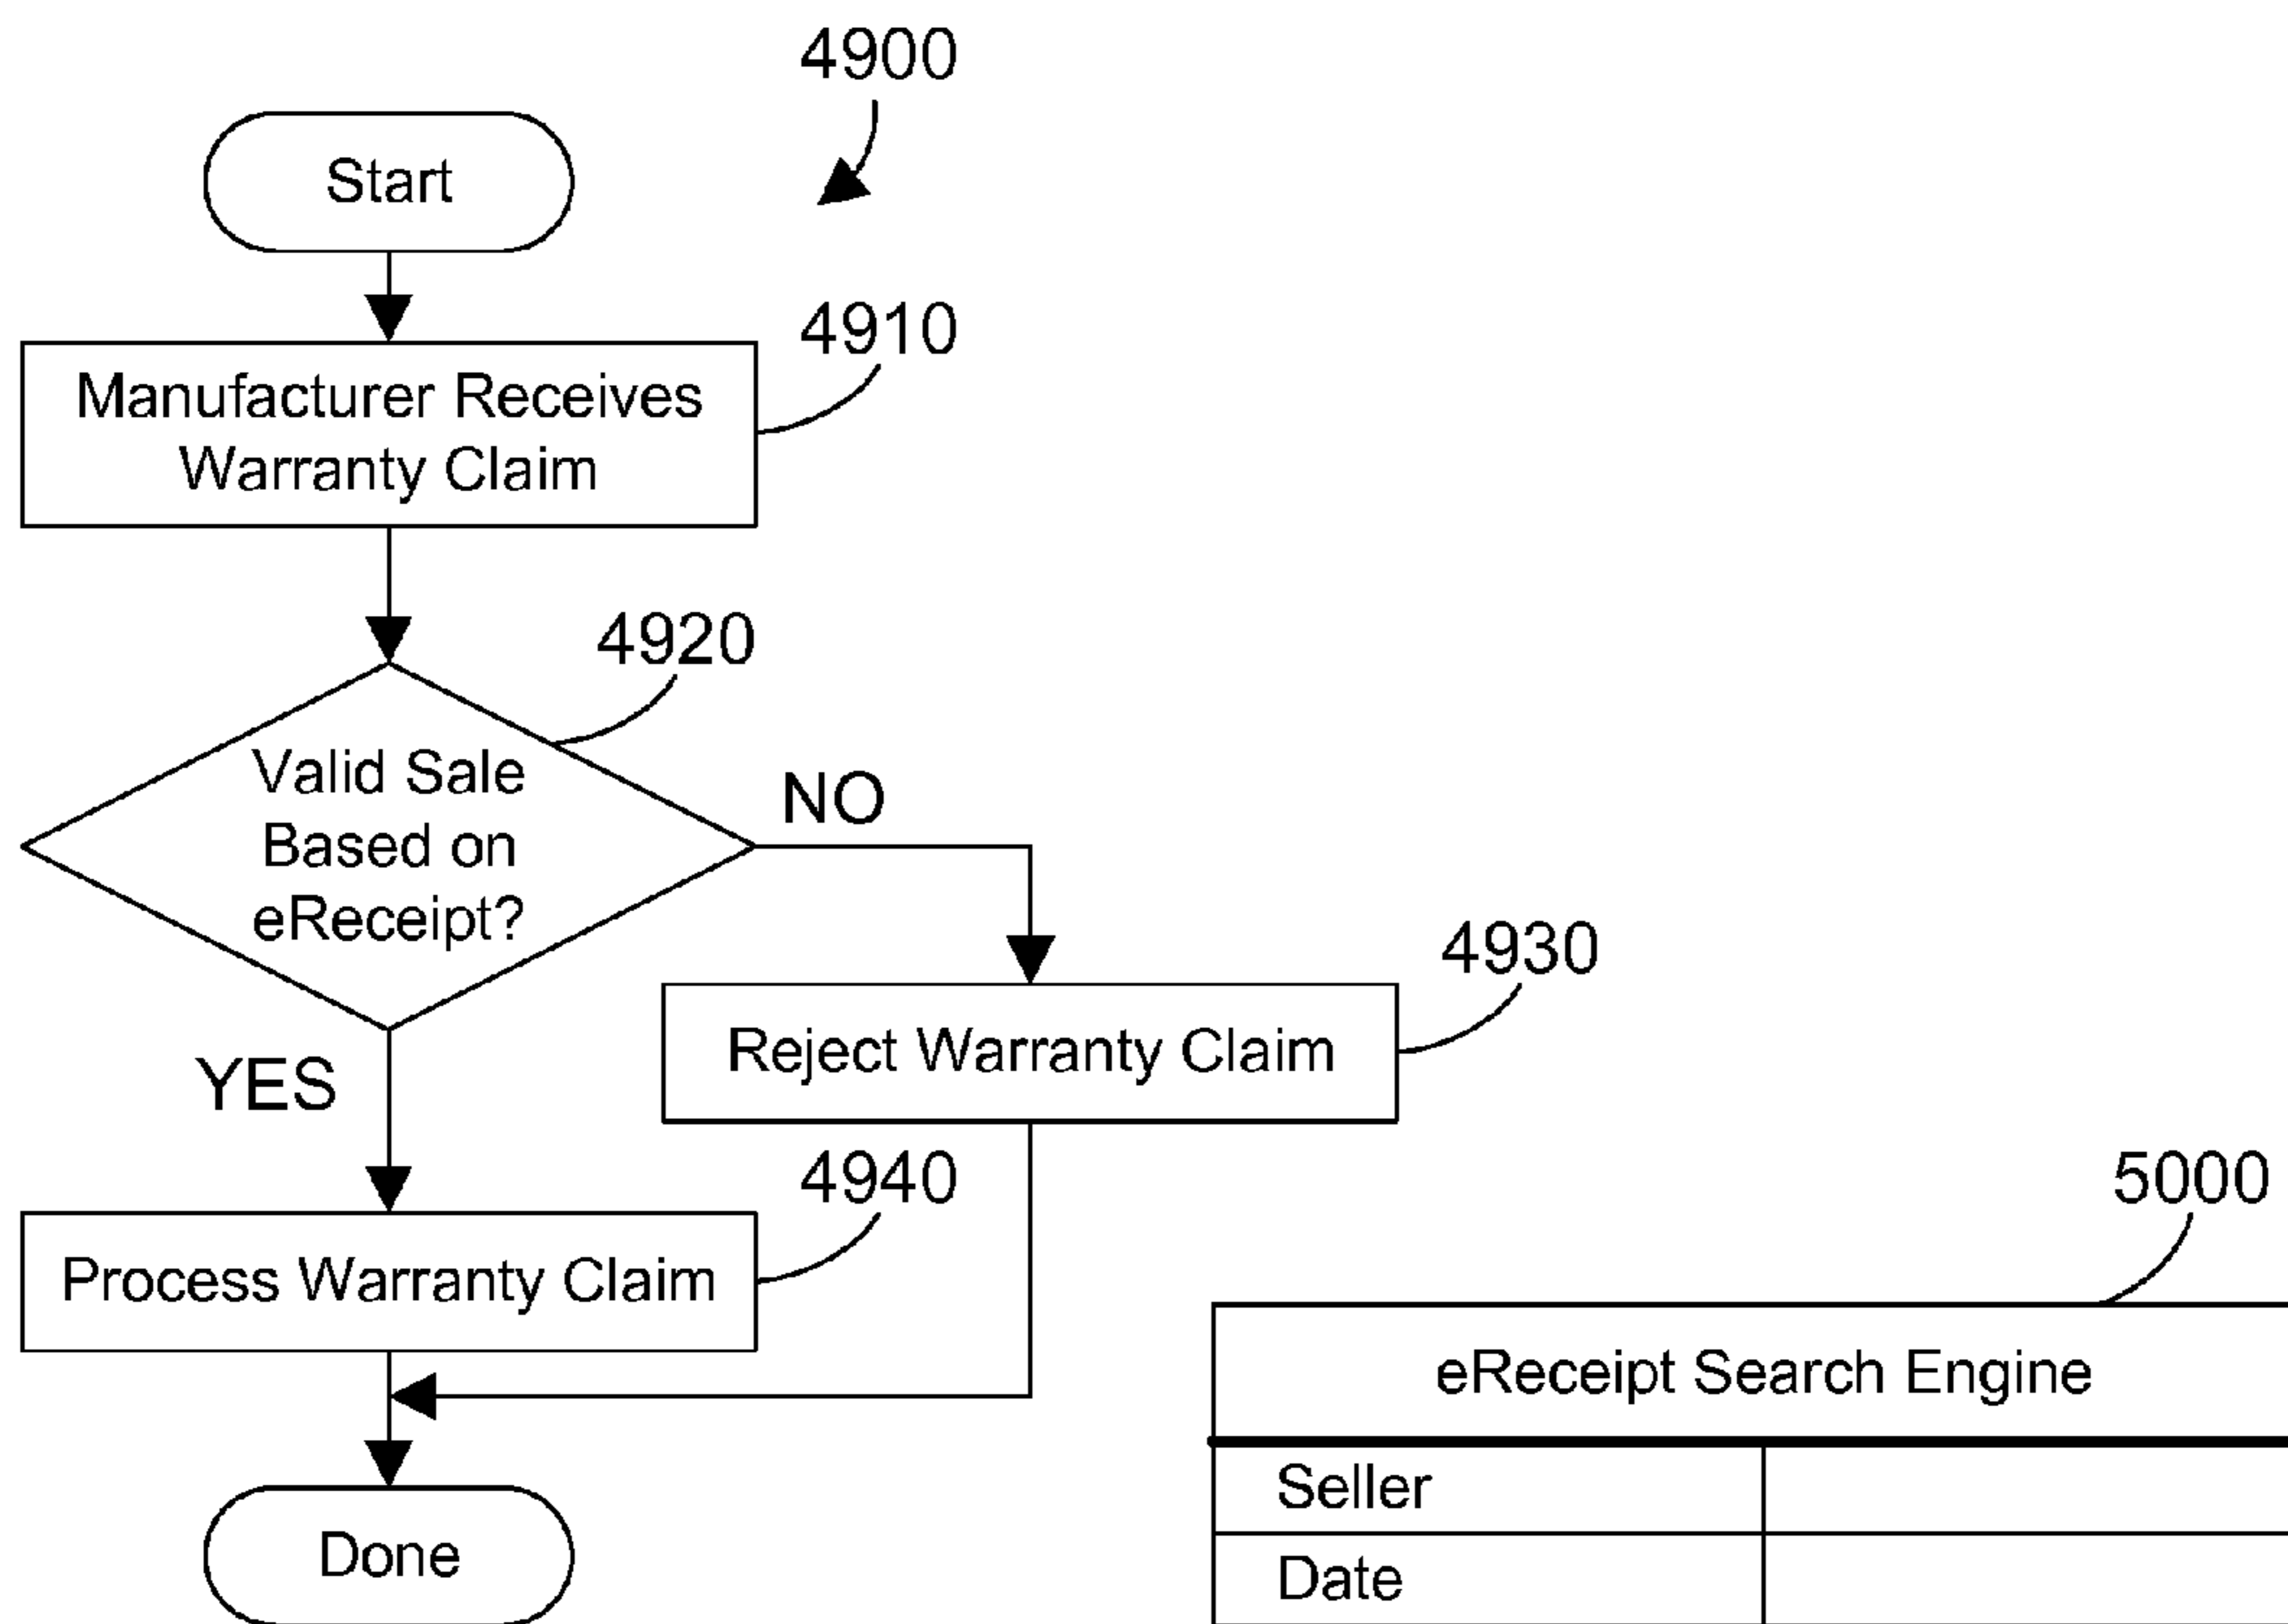 4900
Start
4910
Manufacturer Receives
Warranty Claim
4920
Valid Sale
Based on
eReceipt?
NO
YES
4930
Reject Warranty Claim
4940
Process Warranty Claim
Done
5000
eReceipt Search Engine
Seller
Date